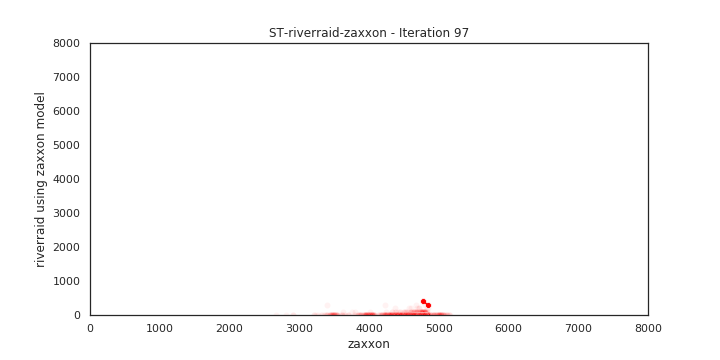 ST-riverraid-zaxxon - Iteration 97
8000
7000
6000
5000
4000
3000
2000
1000
0
riverraid using zaxxon model
0 1000 2000 3000 4000 5000 6000 7000 8000
zaxxon